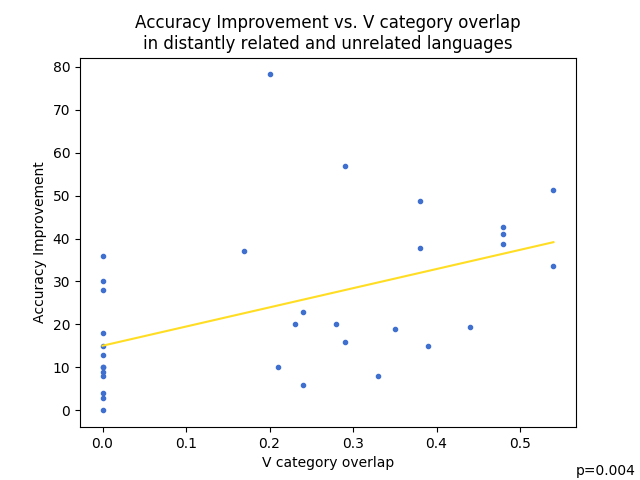 Accuracy Improvement vs. V category overlap
in distantly related and unrelated languages
80
70
60
50
40
30
20
10
0
Accuracy Improvement
0.0 0.1 0.2 0.3 0.4 0.5
V category overlap
p=0.004